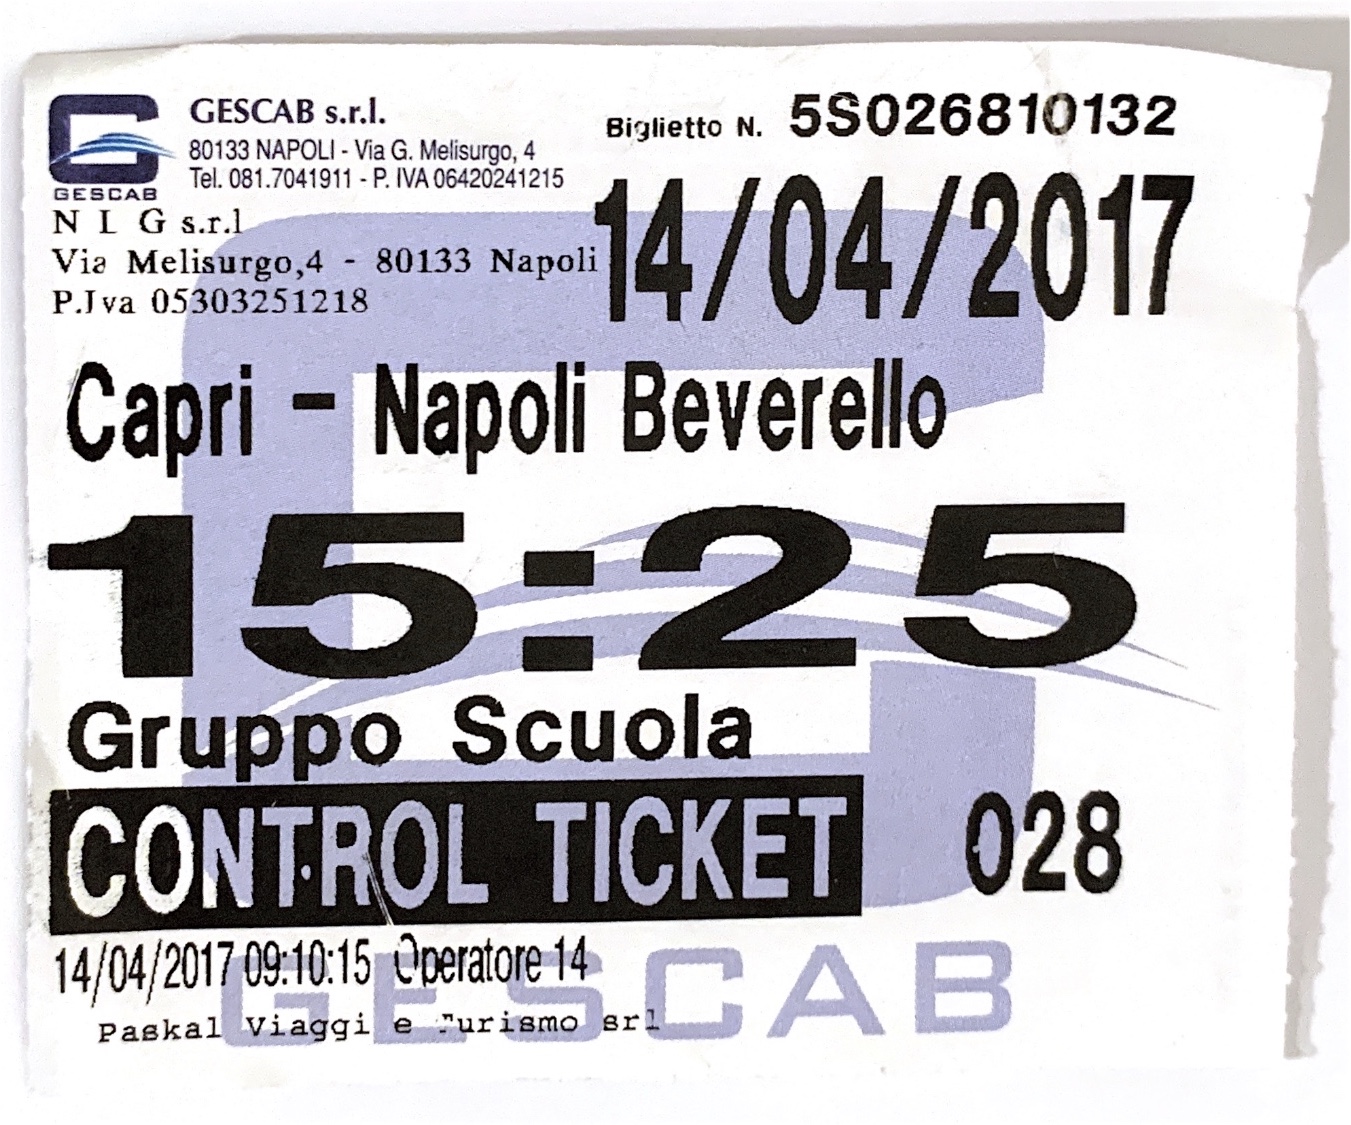 GESCAB s.r.l.
80133 NAPOLI - Via G. Melisurgo, 4
Tel. 081.7041911 - P. IVA 06420241215
GESCAB
Biglietto N. 5S026810132
N L G s.r.l
Via Melisurgo,4 - 80133 Napoli
P.Iva 05303251218
14/04/2017
Capri - Napoli Beverello
15:25
Gruppo Scuola
CONTROL TICKET 028
14/04/2017 09:10:15 Operatore 14
GESCAB
Paskal Viaggi e Turismo srl